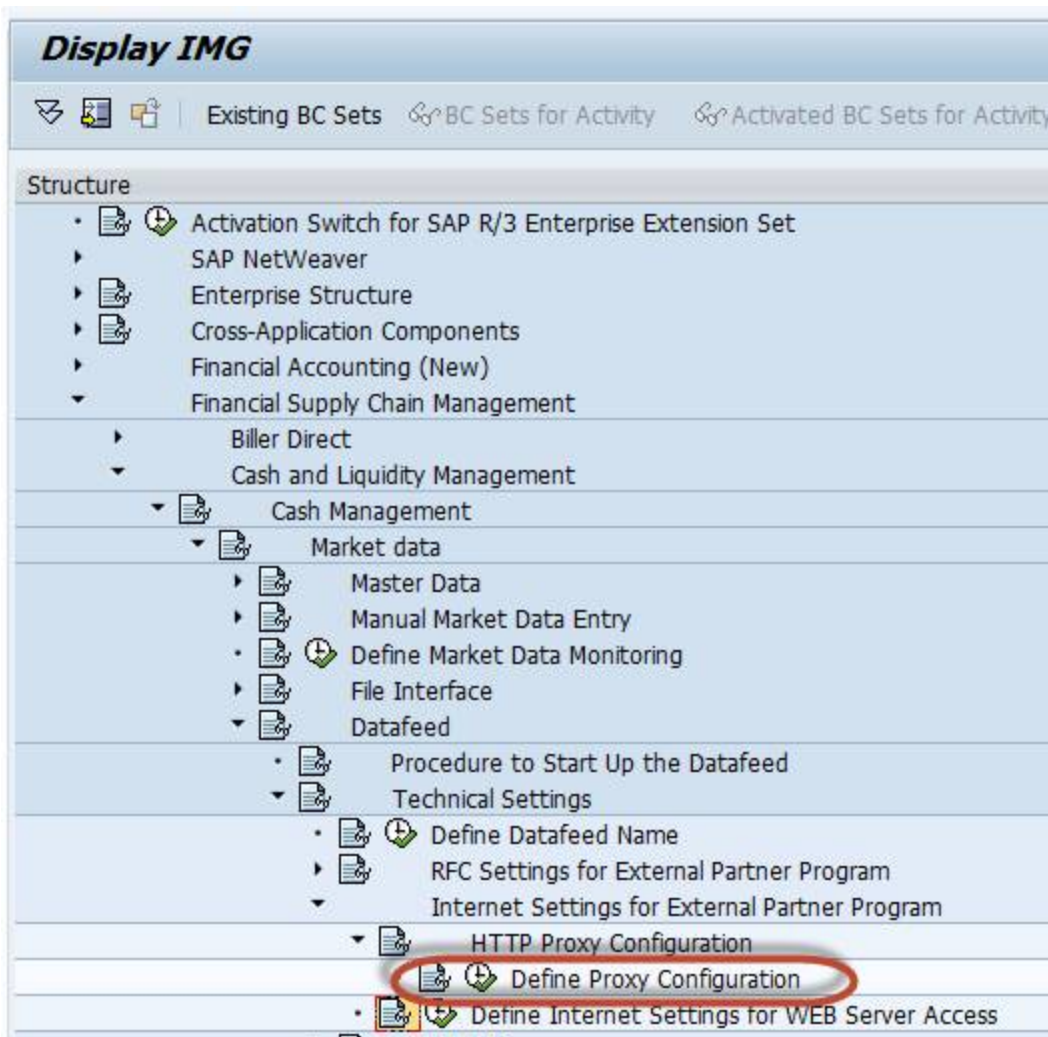 Display IMG
Existing BC Sets BC Sets for Activity Activated BC Sets for Activity
Structure
Activation Switch for SAP R/3 Enterprise Extension Set
SAP NetWeaver
Enterprise Structure
Cross-Application Components
Financial Accounting (New)
Financial Supply Chain Management
Biller Direct
Cash and Liquidity Management
Cash Management
Market data
Master Data
Manual Market Data Entry
Define Market Data Monitoring
File Interface
Datafeed
Procedure to Start Up the Datafeed
Technical Settings
Define Datafeed Name
RFC Settings for External Partner Program
Internet Settings for External Partner Program
HTTP Proxy Configuration
Define Proxy Configuration
Define Internet Settings for WEB Server Access